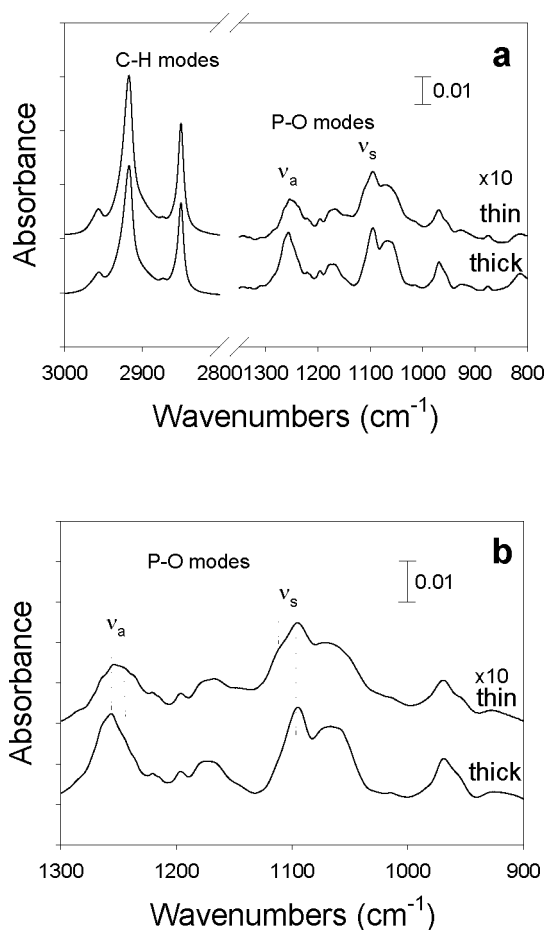 a
C-H modes
0.01
P-O modes
νa
νs
x10
thin
thick
Absorbance
3000 2900 2800 1300 1200 1100 1000 900 800
Wavenumbers (cm-1)
b
P-O modes
0.01
νs
νa
x10
thin
thick
Absorbance
1300 1200 1100 1000 900
Wavenumbers (cm-1)